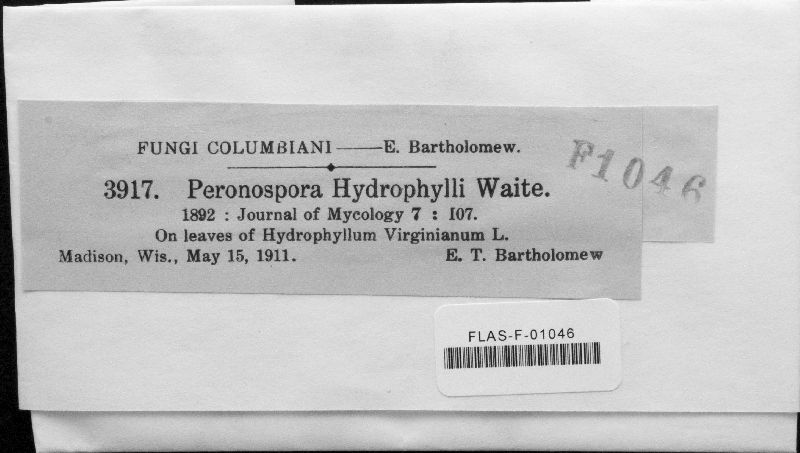 FUNGI COLUMBIANI——E. Bartholomew.
3917. Peronospora Hydrophylli Waite.
1892 : Journal of Mycology 7 : 107.
On leaves of Hydrophyllum Virginianum L.
Madison, Wis., May 15, 1911. E. T. Bartholomew
F1046
FLAS-F-01046